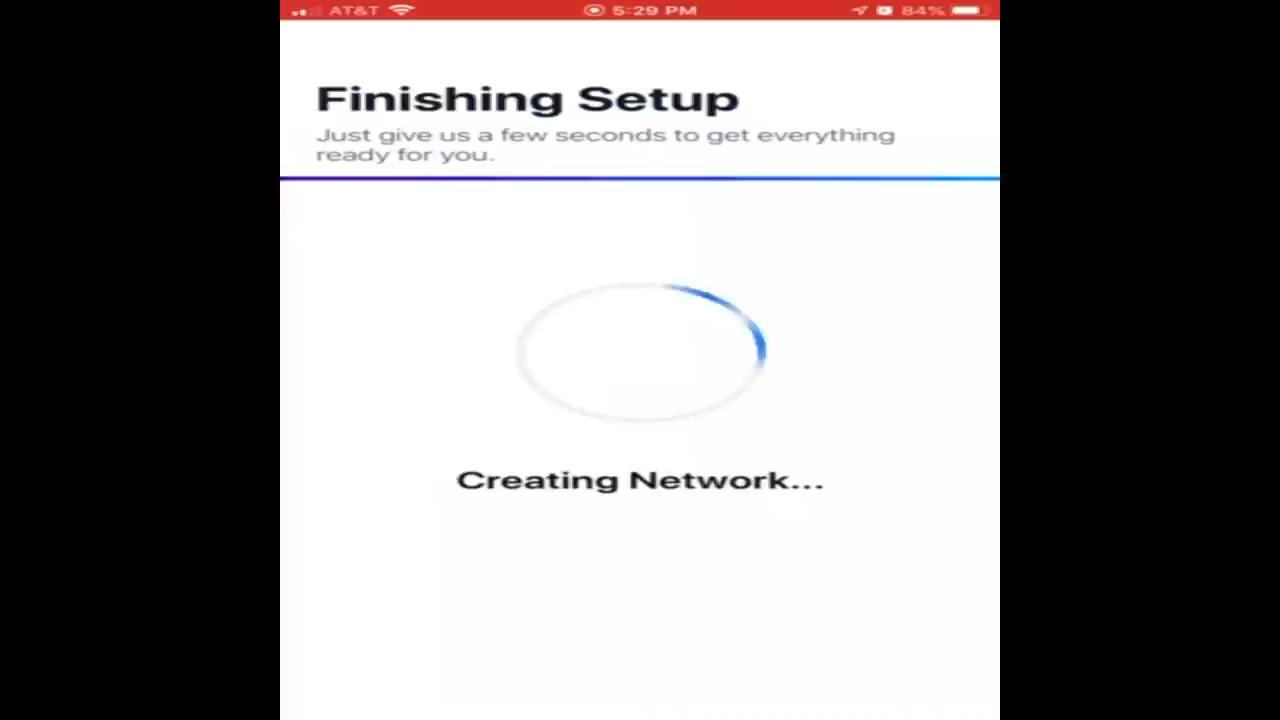 AT&T 5:29 PM 84%
Finishing Setup
Just give us a few seconds to get everything
ready for you.
Creating Network...